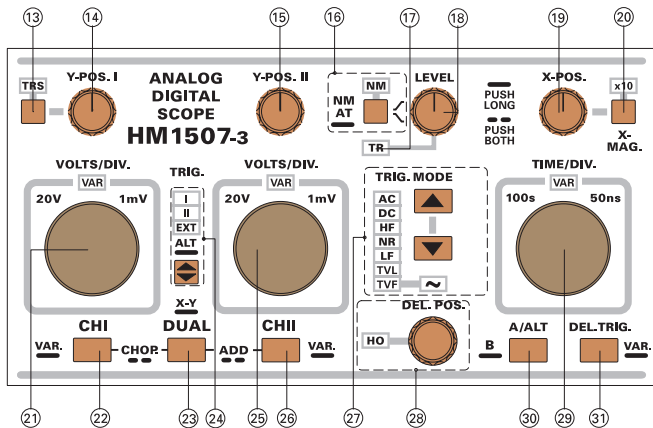 13 14 15 16 17 18 19 20
TRS
Y-POS. I
ANALOG
DIGITAL
SCOPE
HM1507-3
Y-POS. II
NM
AT
NM
LEVEL
TR
PUSH
LONG
PUSH
BOTH
X-POS.
x10
X-
MAG.
VOLTS/DIV.
VAR
20V 1mV
TRIG.
I
II
EXT
ALT
VOLTS/DIV.
VAR
20V 1mV
TRIG. MODE
AC
DC
HF
NR
LF
TVL
TVF
~
TIME/DIV.
VAR
100s 50ns
X-Y
VAR.
CHI
CHOP.
DUAL
ADD
CHII
VAR.
DEL. POS.
HO
B
A/ALT
DEL.TRIG.
VAR.
21 22 23 24 25 26 27 28 30 29 31